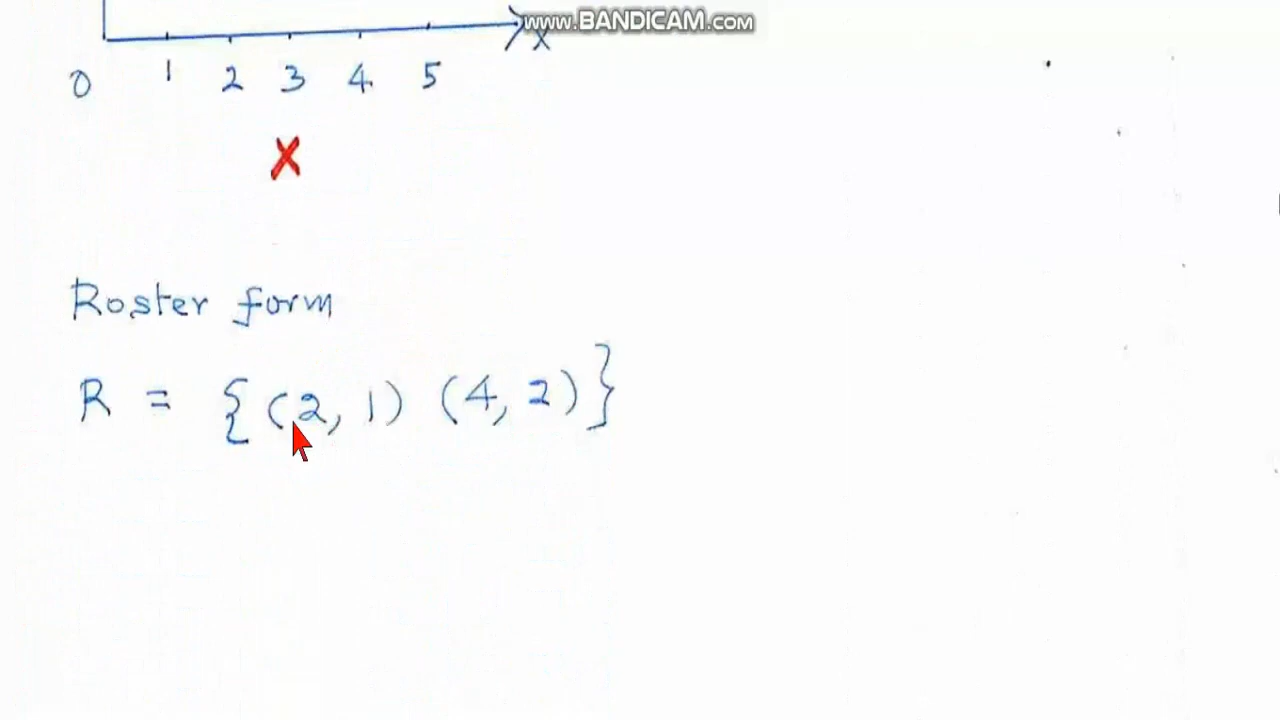 www.BANDICAM.com
x
0 1 2 3 4 5
X
Roster form
R = {(2, 1) (4, 2)}